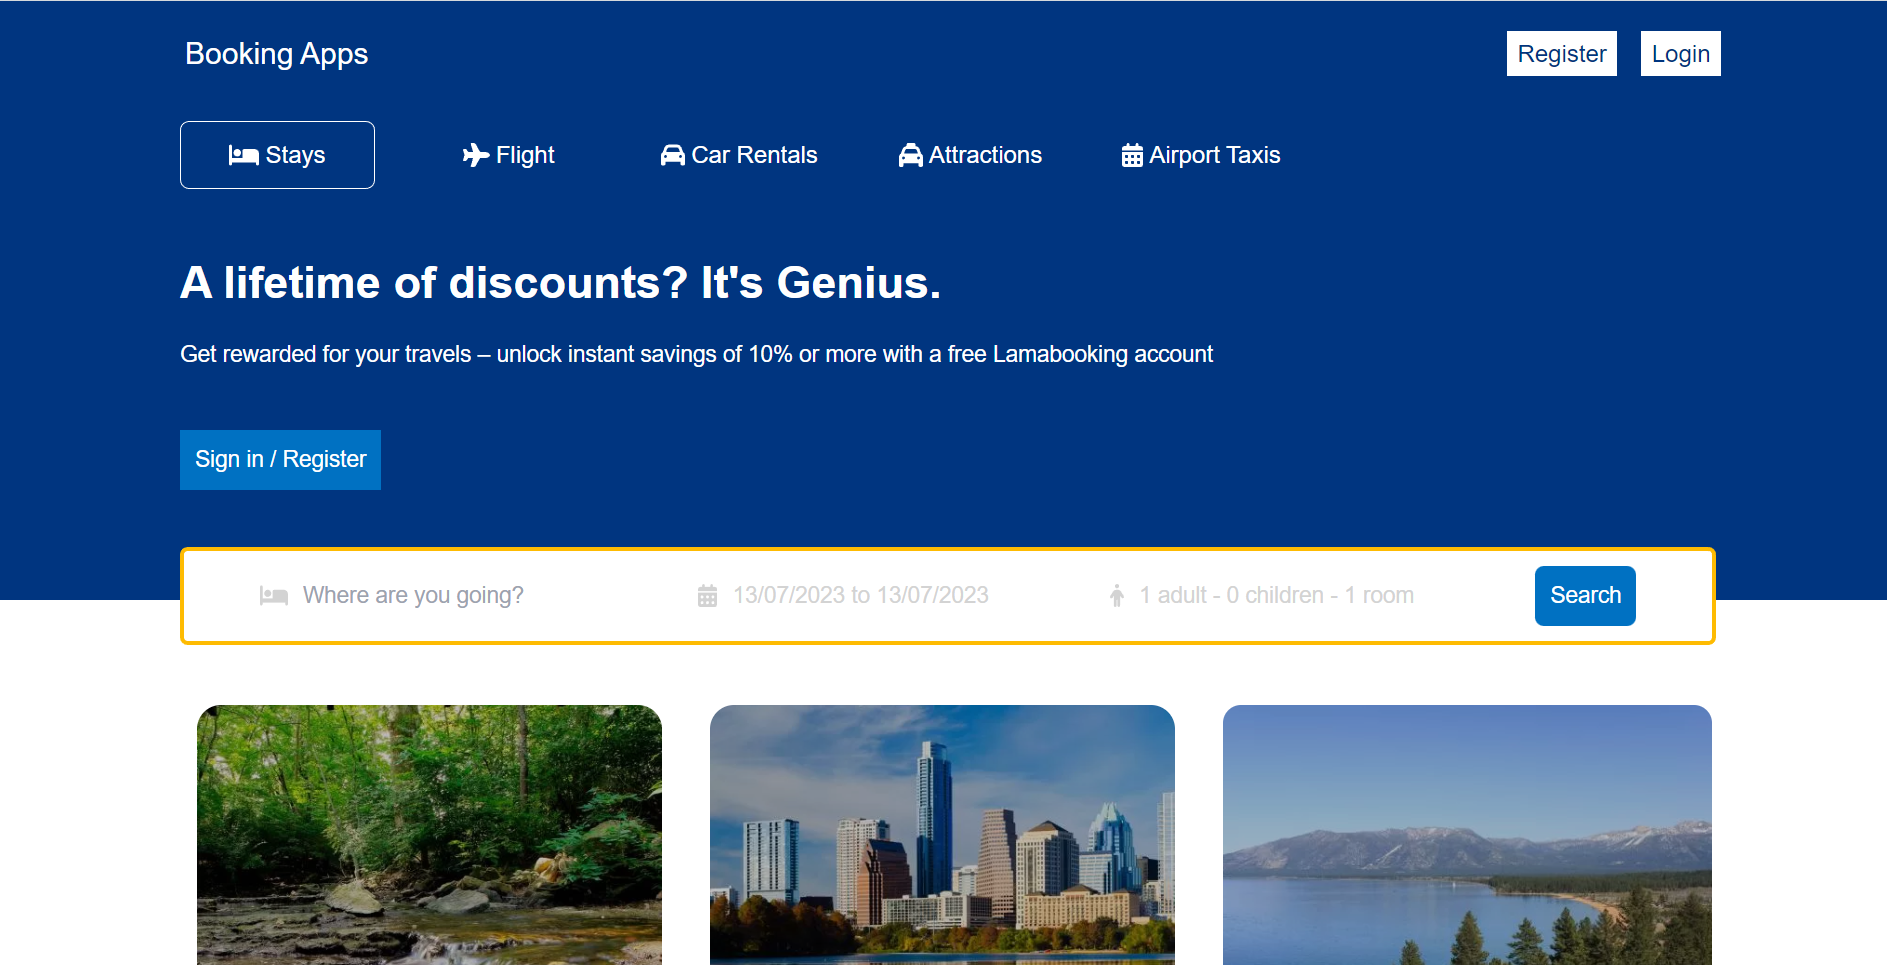 Booking Apps
Register
Login
Stays
Flight
Car Rentals
Attractions
Airport Taxis
A lifetime of discounts? It's Genius.
Get rewarded for your travels – unlock instant savings of 10% or more with a free Lamabooking account
Sign in / Register
Where are you going?
13/07/2023 to 13/07/2023
1 adult - 0 children - 1 room
Search